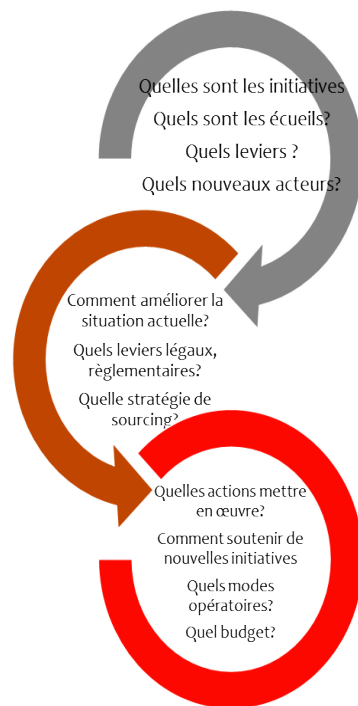 Quelles sont les initiatives
Quels sont les écueils?
Quels leviers ?
Quels nouveaux acteurs?
Comment améliorer la
situation actuelle?
Quels leviers légaux,
règlementaires?
Quelle stratégie de
sourcing?
Quelles actions mettre
en œuvre?
Comment soutenir de
nouvelles initiatives
Quels modes
opératoires?
Quel budget?